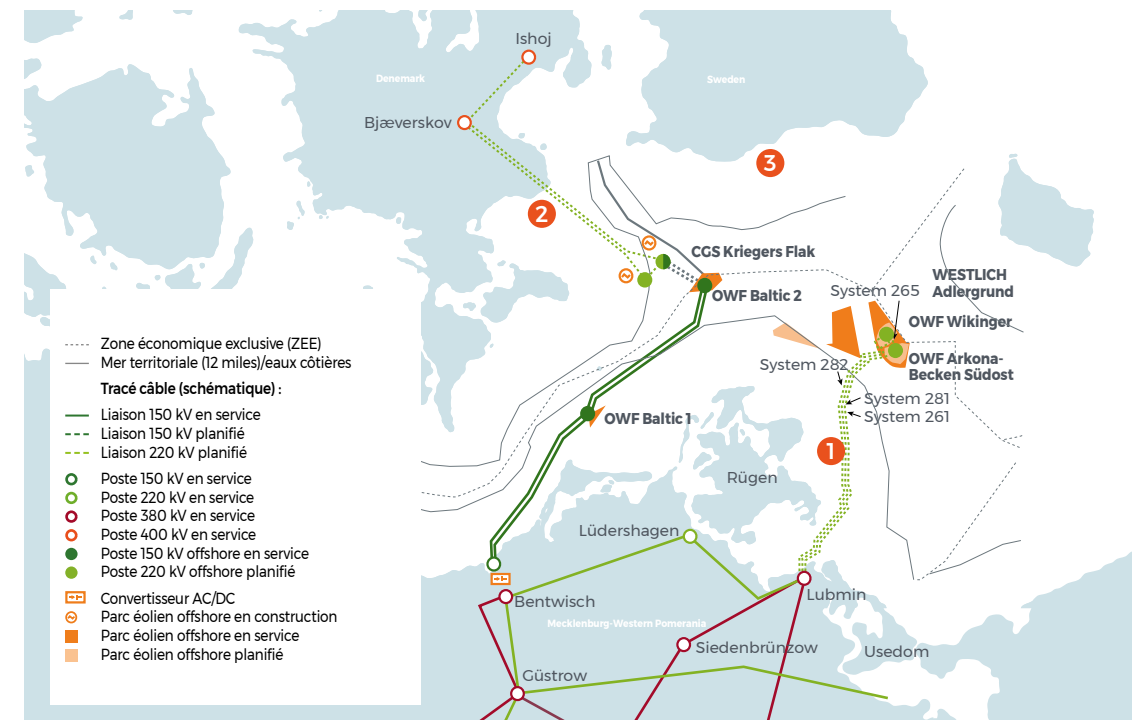 Ishoj
Denemark
Sweden
Bjæverskov
3
2
CGS Kriegers Flak
OWF Baltic 2
WESTLICH
Adlergrund
System 265
OWF Wikinger
OWF Arkona-
Becken Südost
System 282
System 281
System 261
OWF Baltic 1
1
Rügen
Lüdershagen
Lubmin
Bentwisch
Mecklenburg-Western Pomerania
Siedenbrünzow
Usedom
Güstrow
Zone économique exclusive (ZEE)
Mer territoriale (12 miles)/eaux côtières
Tracé câble (schématique) :
Liaison 150 kV en service
Liaison 150 kV planifié
Liaison 220 kV planifié
Poste 150 kV en service
Poste 220 kV en service
Poste 380 kV en service
Poste 400 kV en service
Poste 150 kV offshore en service
Poste 220 kV offshore planifié
Convertisseur AC/DC
Parc éolien offshore en construction
Parc éolien offshore en service
Parc éolien offshore planifié